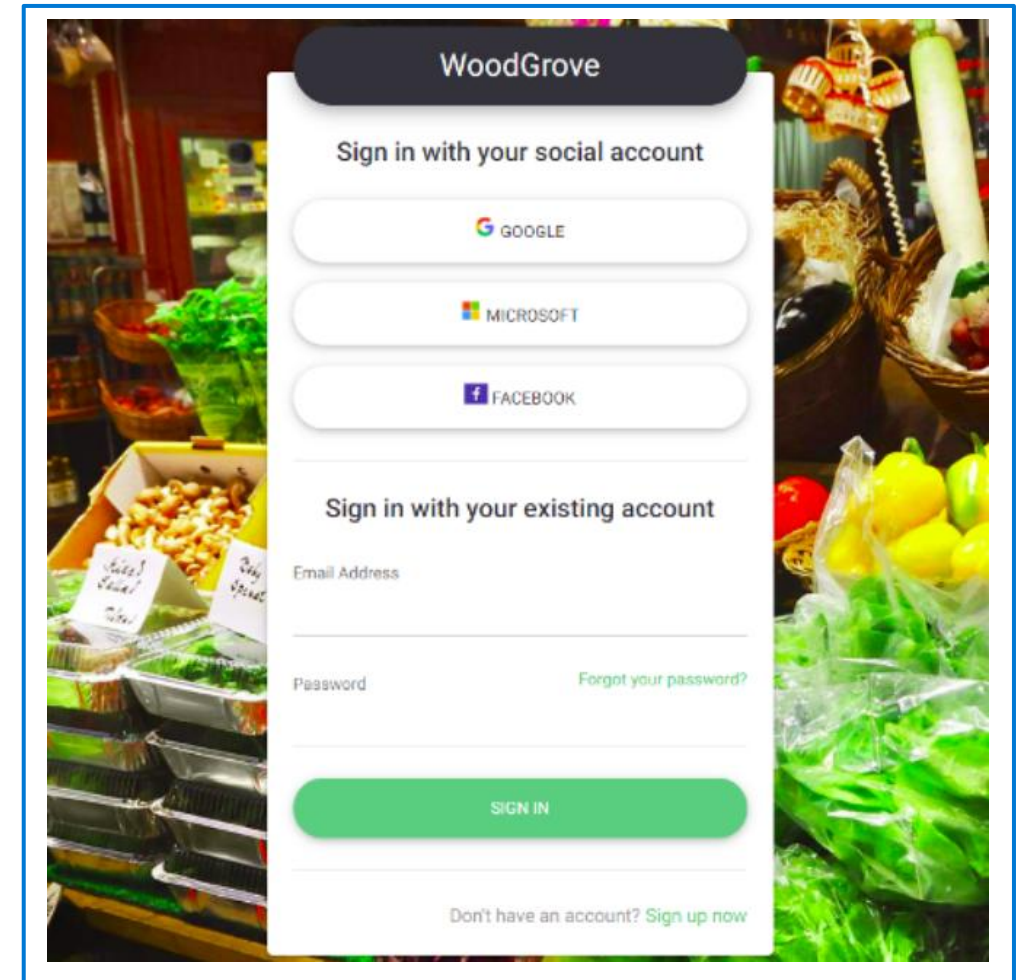 WoodGrove
Sign in with your social account
GOOGLE
MICROSOFT
FACEBOOK
Sign in with your existing account
Email Address
Password
Forgot your password?
SIGN IN
Don't have an account? Sign up now